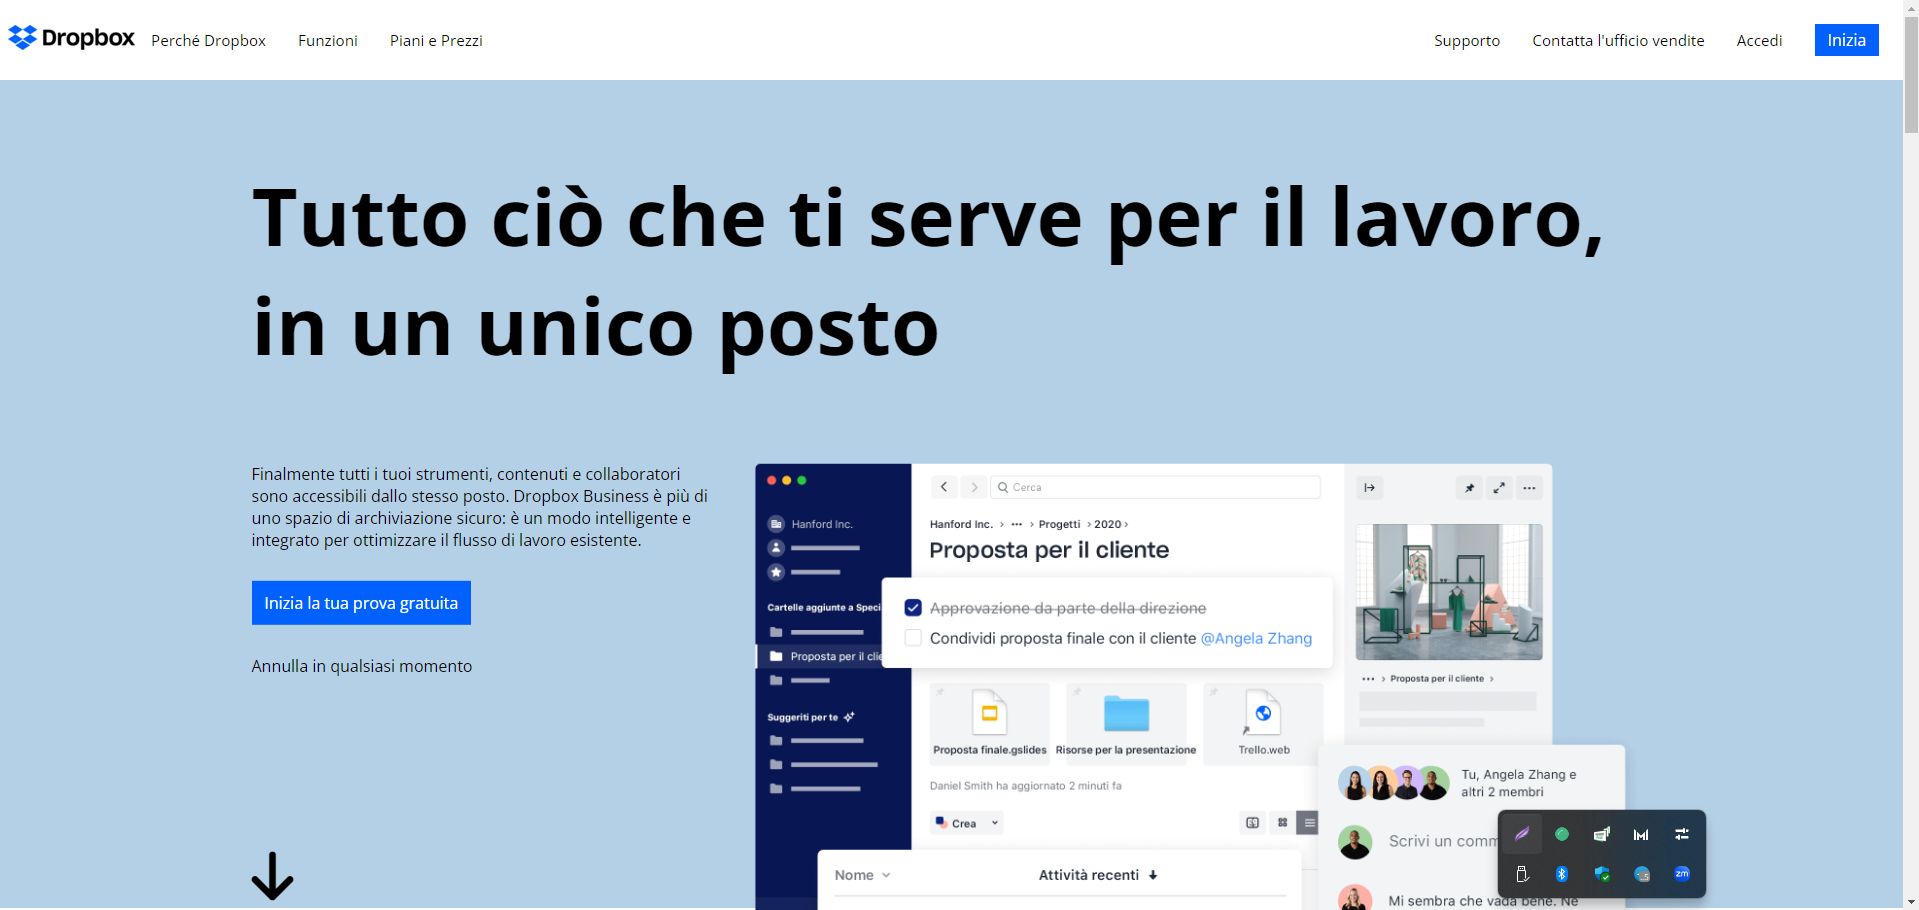 Dropbox
Perché Dropbox
Funzioni
Piani e Prezzi
Supporto
Contatta l'ufficio vendite
Accedi
Inizia
Tutto ciò che ti serve per il lavoro,
in un unico posto
Finalmente tutti i tuoi strumenti, contenuti e collaboratori
sono accessibili dallo stesso posto. Dropbox Business è più di
uno spazio di archiviazione sicuro: è un modo intelligente e
integrato per ottimizzare il flusso di lavoro esistente.
Inizia la tua prova gratuita
Annulla in qualsiasi momento
Hanford Inc.
Cartelle aggiunte a Speci
Proposta per il clie
Suggeriti per te
Cerca
Hanford Inc. › ··· › Progetti › 2020 ›
Proposta per il cliente
Approvazione da parte della direzione
Condividi proposta finale con il cliente @Angela Zhang
Proposta finale.gslides
Risorse per la presentazione
Trello.web
Daniel Smith ha aggiornato 2 minuti fa
Crea
Nome
Attività recenti
··· › Proposta per il cliente ›
Tu, Angela Zhang e
altri 2 membri
Scrivi un comm
Mi sembra che vada bene. Ne
zm